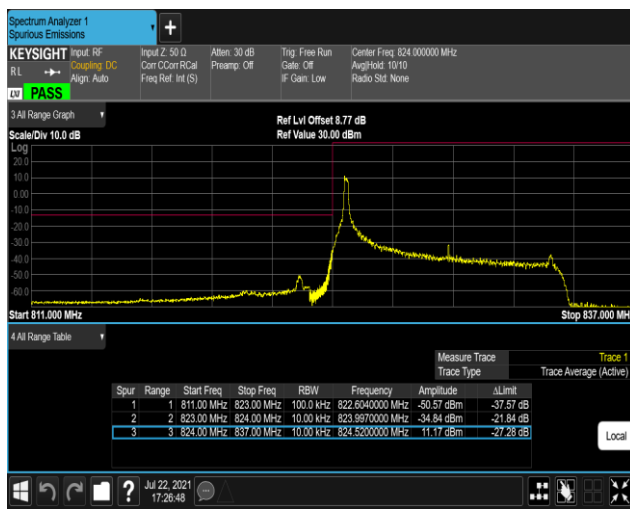 Spectrum Analyzer 1
Spurious Emissions
+
KEYSIGHT Input: RF Input Z: 50 Ω Atten: 30 dB Trig: Free Run Center Freq: 824.000000 MHz
RL Coupling: DC Corr CCorr RCal Preamp: Off Gate: Off Avg|Hold: 10/10
Align: Auto Freq Ref: Int (S) IF Gain: Low Radio Std: None
LXI PASS
3 All Range Graph
Ref Lvl Offset 8.77 dB
Scale/Div 10.0 dB Ref Value 30.00 dBm
Log
20.0
10.0
0.00
-10.0
-20.0
-30.0
-40.0
-50.0
-60.0
Start 811.000 MHz Stop 837.000 MH
4 All Range Table
Measure Trace Trace 1
Trace Type Trace Average (Active)
Spur Range Start Freq Stop Freq RBW Frequency Amplitude ΔLimit
1 1 811.00 MHz 823.00 MHz 100.0 kHz 822.6040000 MHz -50.57 dBm -37.57 dB
2 2 823.00 MHz 824.00 MHz 10.00 kHz 823.9970000 MHz -34.84 dBm -21.84 dB
3 3 824.00 MHz 837.00 MHz 10.00 kHz 824.5200000 MHz 11.17 dBm -27.28 dB
Local
? Jul 22, 2021
17:26:48